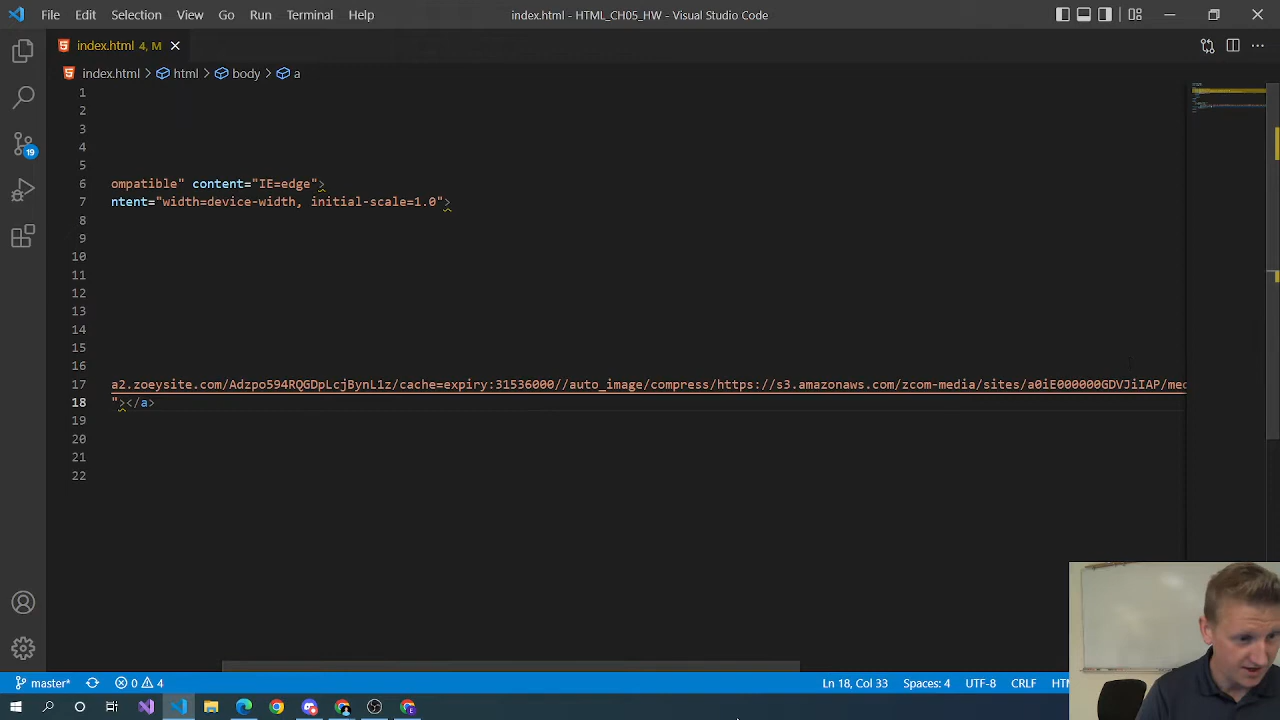 File Edit Selection View Go Run Terminal Help
index.html - HTML_CH05_HW - Visual Studio Code
index.html 4, M
index.html > html > body > a
1
2
3
4
5
6 ompatible" content="IE=edge">
7 ntent="width=device-width, initial-scale=1.0">
8
9
10
11
12
13
14
15
16
17 a2.zoeysite.com/Adzpo594RQGDpLcjBynL1z/cache=expiry:31536000//auto_image/compress/https://s3.amazonaws.com/zcom-media/sites/a0iE000000GDVJiIAP/med
18 "></a>
19
20
21
22
19
master* 0 4 Ln 18, Col 33 Spaces: 4 UTF-8 CRLF